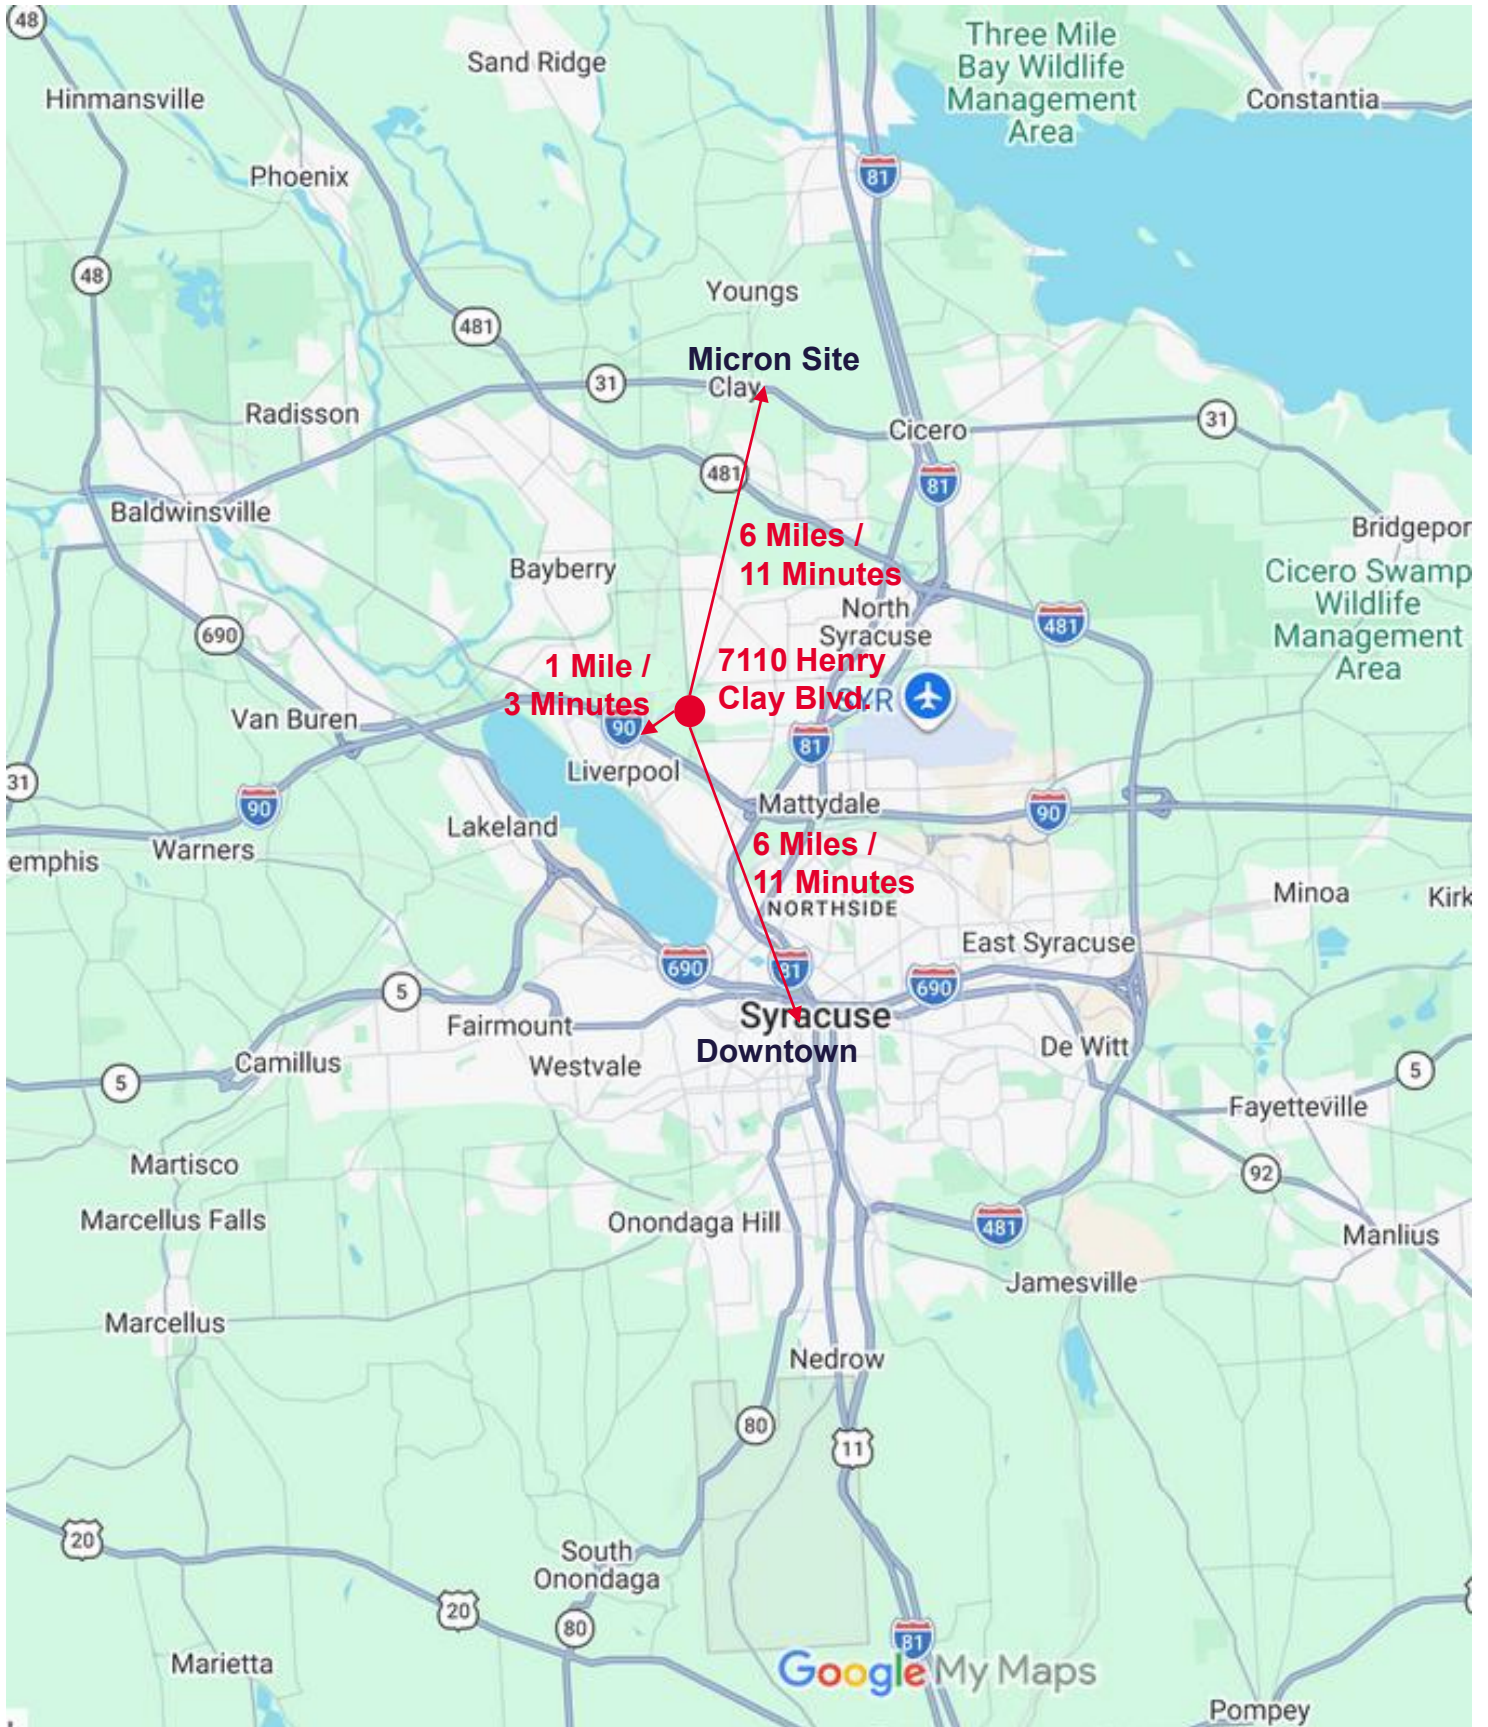 48
Sand Ridge
Three Mile
Bay Wildlife
Management
Area
Hinmansville
Constantia
Phoenix
81
48
Youngs
481
Micron Site
31
Clay
Radisson
31
Cicero
481
81
Baldwinsville
Bridgepor
6 Miles /
11 Minutes
Bayberry
Cicero Swamp
Wildlife
Management
Area
North
Syracuse
690
481
1 Mile /
3 Minutes
7110 Henry
Clay Blvd.
SYR
Van Buren
90
81
Liverpool
31
90
Mattydale
90
Lakeland
6 Miles /
11 Minutes
emphis
Warners
Minoa
Kirk
NORTHSIDE
East Syracuse
690
81
690
5
Syracuse
Fairmount
Downtown
De Witt
Camillus
Westvale
5
5
Fayetteville
Martisco
92
Marcellus Falls
Onondaga Hill
481
Manlius
Jamesville
Marcellus
Nedrow
80
11
20
South
Onondaga
20
80
81
Marietta
Google My Maps
Pompey